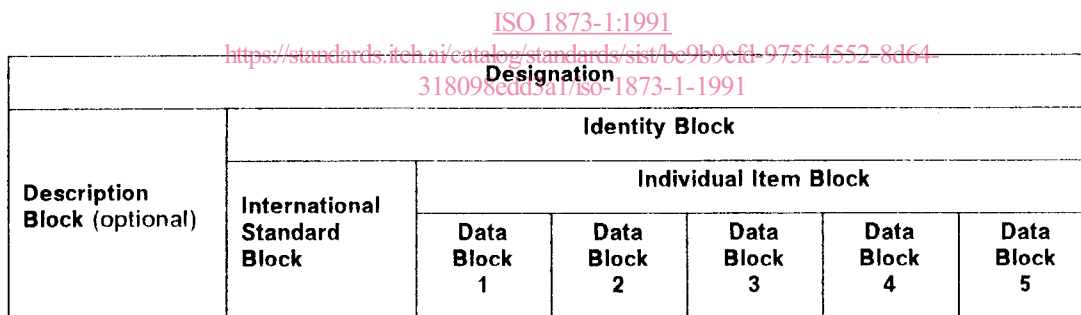 ISO 1873-1:1991
https://standards.iteh.ai/catalog/standards/sist/bc9b9cfd-975f-4552-8d64-
Designation
318098edd3a1/iso-1873-1-1991
Identity Block
Description
Block (optional)
International
Standard
Block
Individual Item Block
Data
Block
1
Data
Block
2
Data
Block
3
Data
Block
4
Data
Block
5